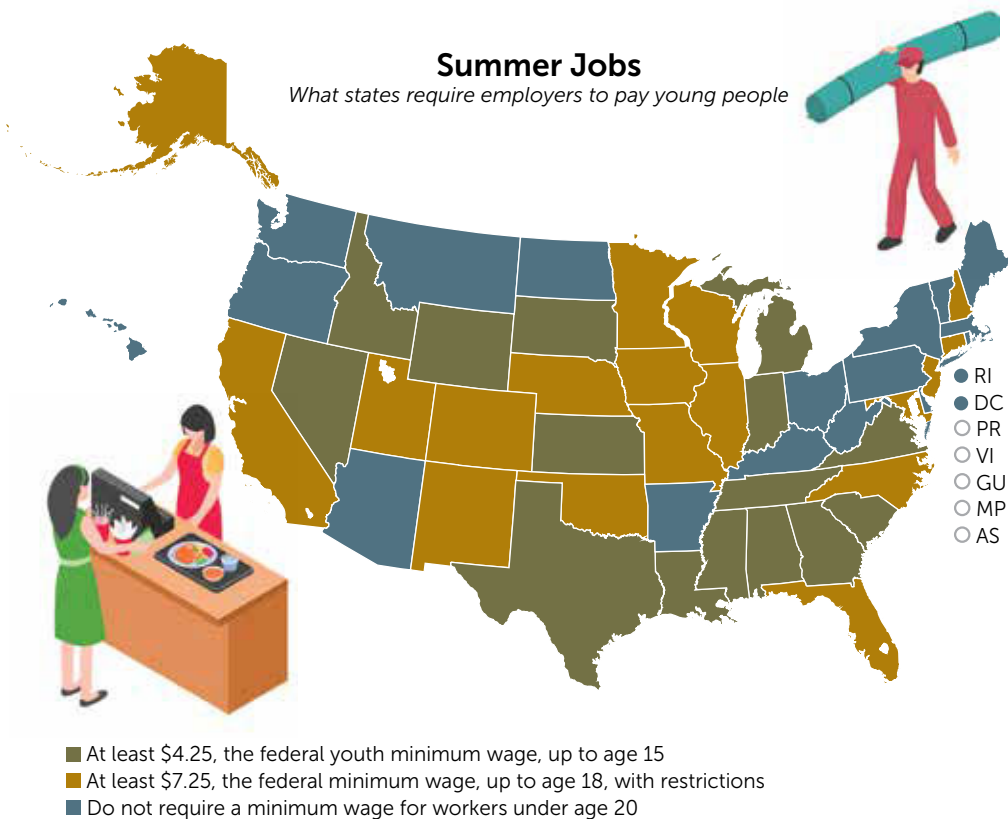 Summer Jobs
What states require employers to pay young people
RI
DC
PR
VI
GU
MP
AS
At least $4.25, the federal youth minimum wage, up to age 15
At least $7.25, the federal minimum wage, up to age 18, with restrictions
Do not require a minimum wage for workers under age 20